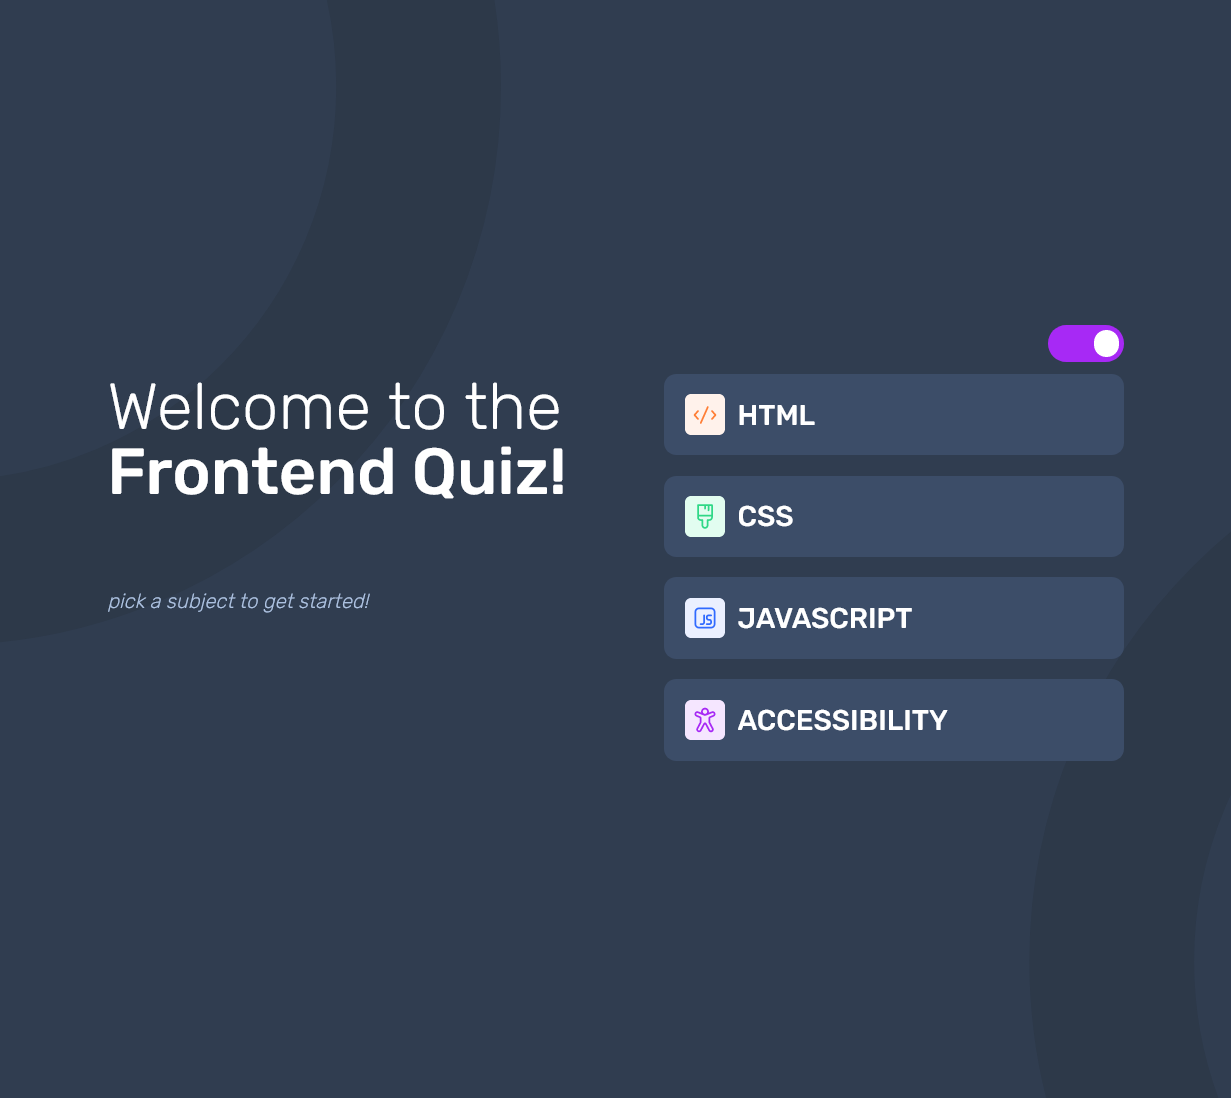 Welcome to the
Frontend Quiz!
pick a subject to get started!
HTML
CSS
JS
JAVASCRIPT
ACCESSIBILITY